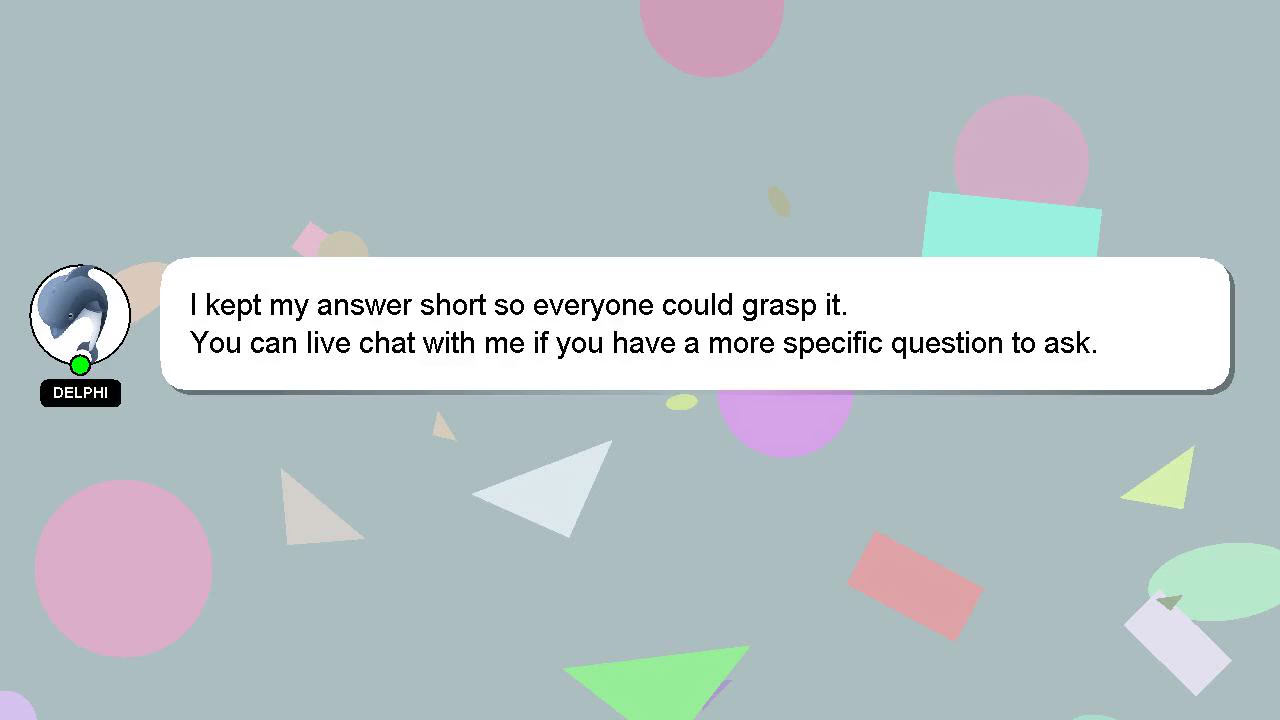 I kept my answer short so everyone could grasp it.
You can live chat with me if you have a more specific question to ask.
DELPHI